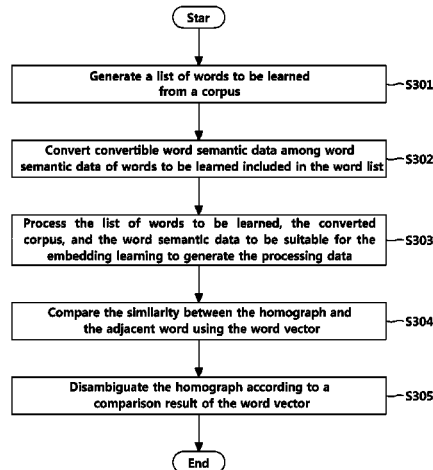 Star
Generate a list of words to be learned
from a corpus
S301
Convert convertible word semantic data among word
semantic data of words to be learned included in the word list
S302
Process the list of words to be learned, the converted
corpus, and the word semantic data to be suitable for the
embedding learning to generate the processing data
S303
Compare the similarity between the homograph and
the adjacent word using the word vector
S304
Disambiguate the homograph according to a
comparison result of the word vector
S305
End